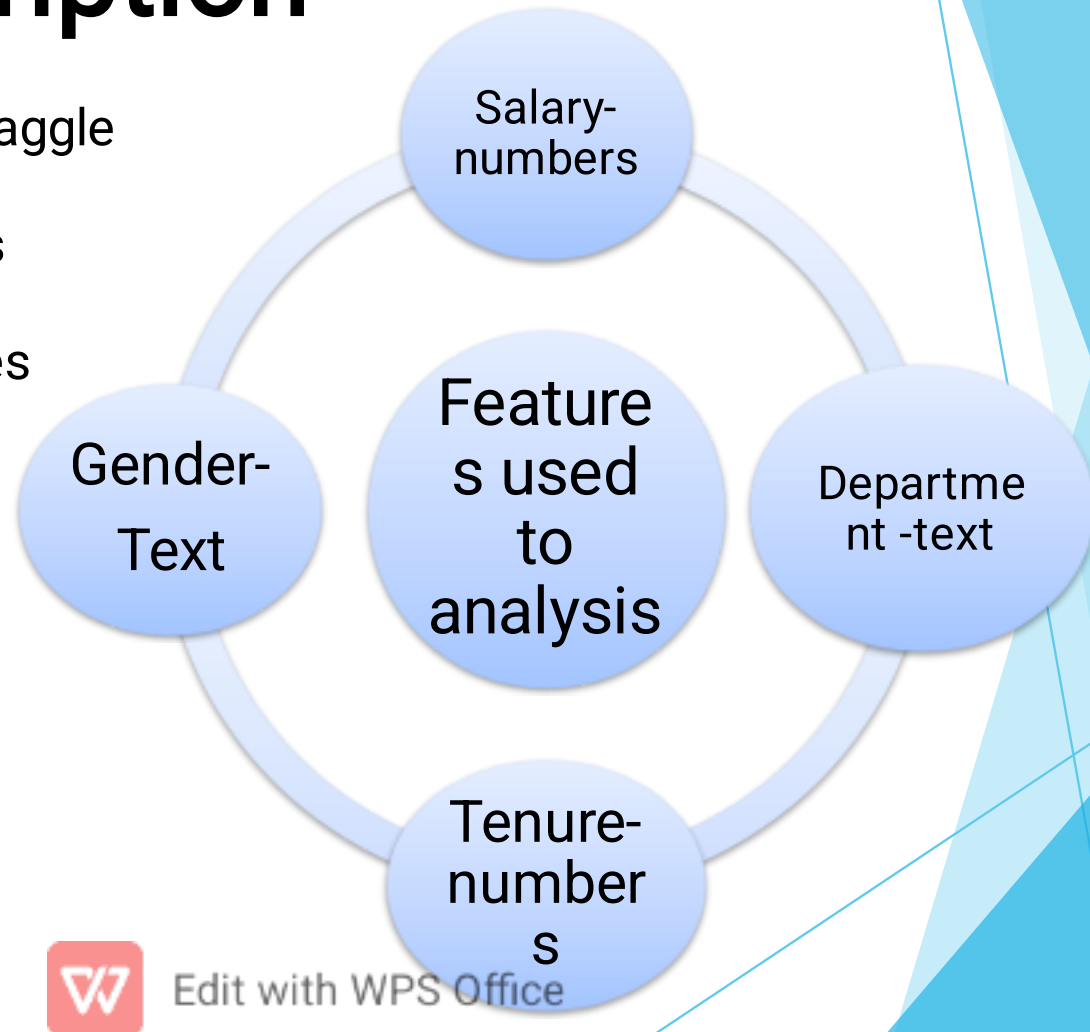 Salary-
numbers
aggle
s
es
Gender-
Text
Feature
s used
to
analysis
Departme
nt -text
Tenure-
number
s
Edit with WPS Office